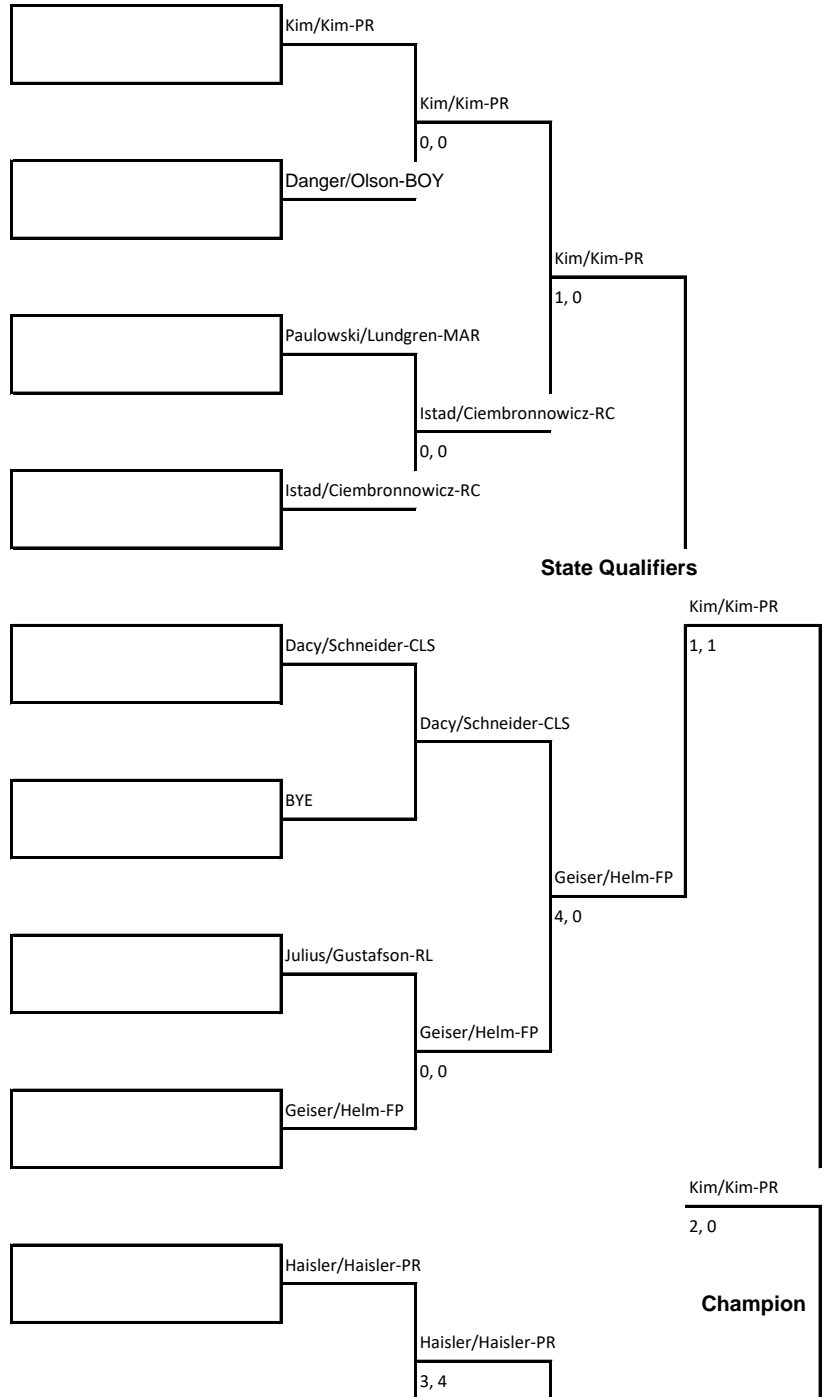 Kim/Kim-PR
Kim/Kim-PR
0, 0
Danger/Olson-BOY
Kim/Kim-PR
1, 0
Paulowski/Lundgren-MAR
Istad/Ciembronnowicz-RC
0, 0
Istad/Ciembronnowicz-RC
State Qualifiers
Kim/Kim-PR
1, 1
Dacy/Schneider-CLS
Dacy/Schneider-CLS
BYE
Geiser/Helm-FP
4, 0
Julius/Gustafson-RL
Geiser/Helm-FP
0, 0
Geiser/Helm-FP
Kim/Kim-PR
2, 0
Haisler/Haisler-PR
Champion
Haisler/Haisler-PR
3, 4